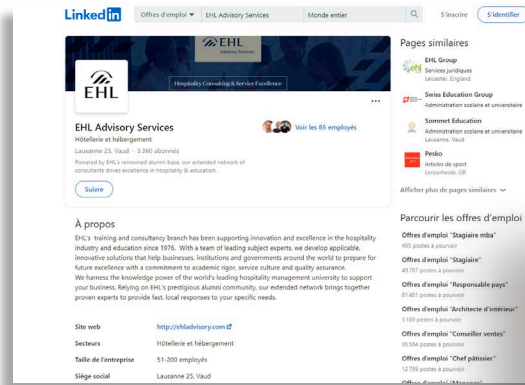 LinkedIn
Offres d'emploi
EHL Advisory Services
Monde entier
S'inscrire
S'identifier
EHL
Advisory Services
Hospitality Consulting & Service Excellence
EHL
EHL Advisory Services
Hôtellerie et hébergement
Lausanne 25, Vaud · 5 360 abonnés
Powered by EHL's renowned alumni base, our extended network of
consultants drives excellence in hospitality & education.
Voir les 85 employés
Suivre
À propos
EHL's training and consultancy branch has been supporting innovation and excellence in the hospitality
industry and education since 1976. With a team of leading subject experts, we develop applicable,
innovative solutions that help businesses, institutions and governments around the world to prepare for
future excellence with a commitment to academic rigor, service culture and quality assurance.
We harness the knowledge power of the world's leading hospitality management university to support
your business. Relying on EHL's prestigious alumni community, our extended network brings together
proven experts to provide fast, local responses to your specific needs.
Site web
http://ehladvisory.com
Secteurs
Hôtellerie et hébergement
Taille de l'entreprise
51-200 employés
Siège social
Lausanne 25, Vaud
Pages similaires
EHL Group
Services juridiques
Leicester, England
Swiss Education Group
Administration scolaire et universitaire
Sommet Education
Administration scolaire et universitaire
Lausanne, Vaud
Pesko
Articles de sport
Lenzerheide, GR
Afficher plus de pages similaires
Parcourir les offres d'emploi
Offres d'emploi "Stagiaire mba"
495 postes à pourvoir
Offres d'emploi "Stagiaire"
49 787 postes à pourvoir
Offres d'emploi "Responsable pays"
81 481 postes à pourvoir
Offres d'emploi "Architecte d'intérieur"
3 169 postes à pourvoir
Offres d'emploi "Conseiller ventes"
95 564 postes à pourvoir
Offres d'emploi "Chef pâtissier"
12 709 postes à pourvoir